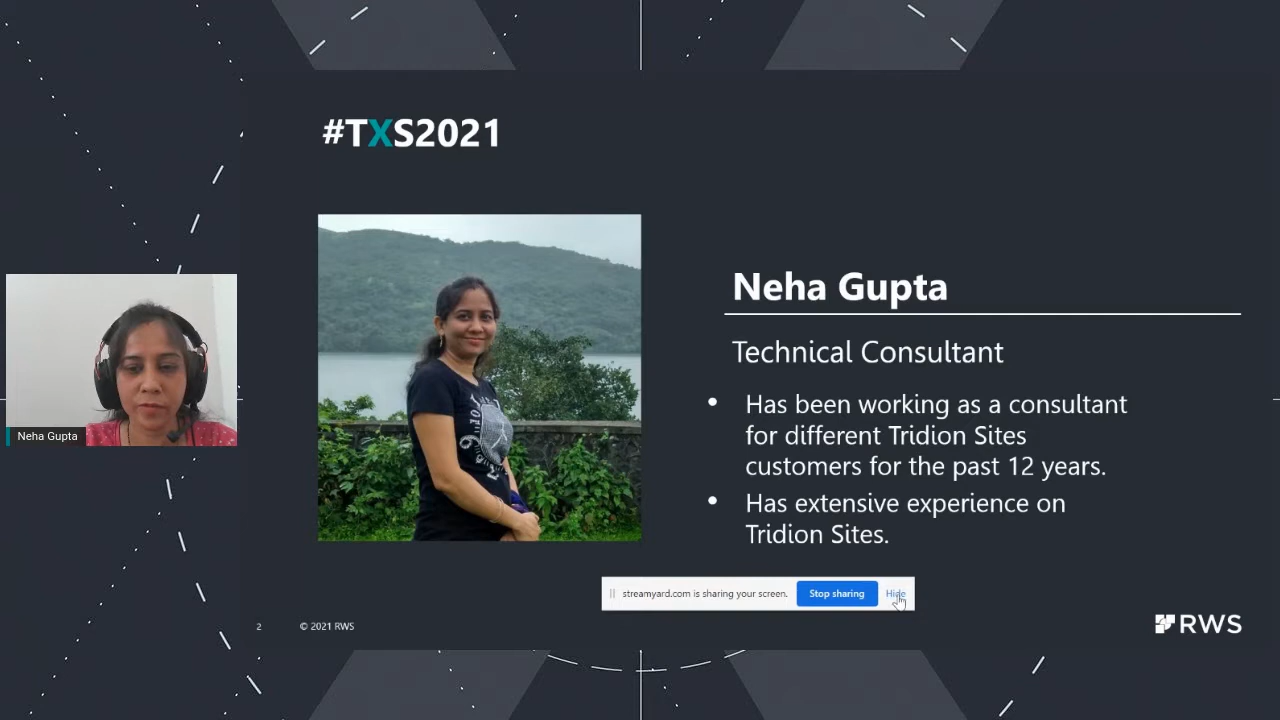 #TXS2021
Neha Gupta
Neha Gupta
Technical Consultant
• Has been working as a consultant
for different Tridion Sites
customers for the past 12 years.
• Has extensive experience on
Tridion Sites.
streamyard.com is sharing your screen. Stop sharing Hide
2 © 2021 RWS
RWS